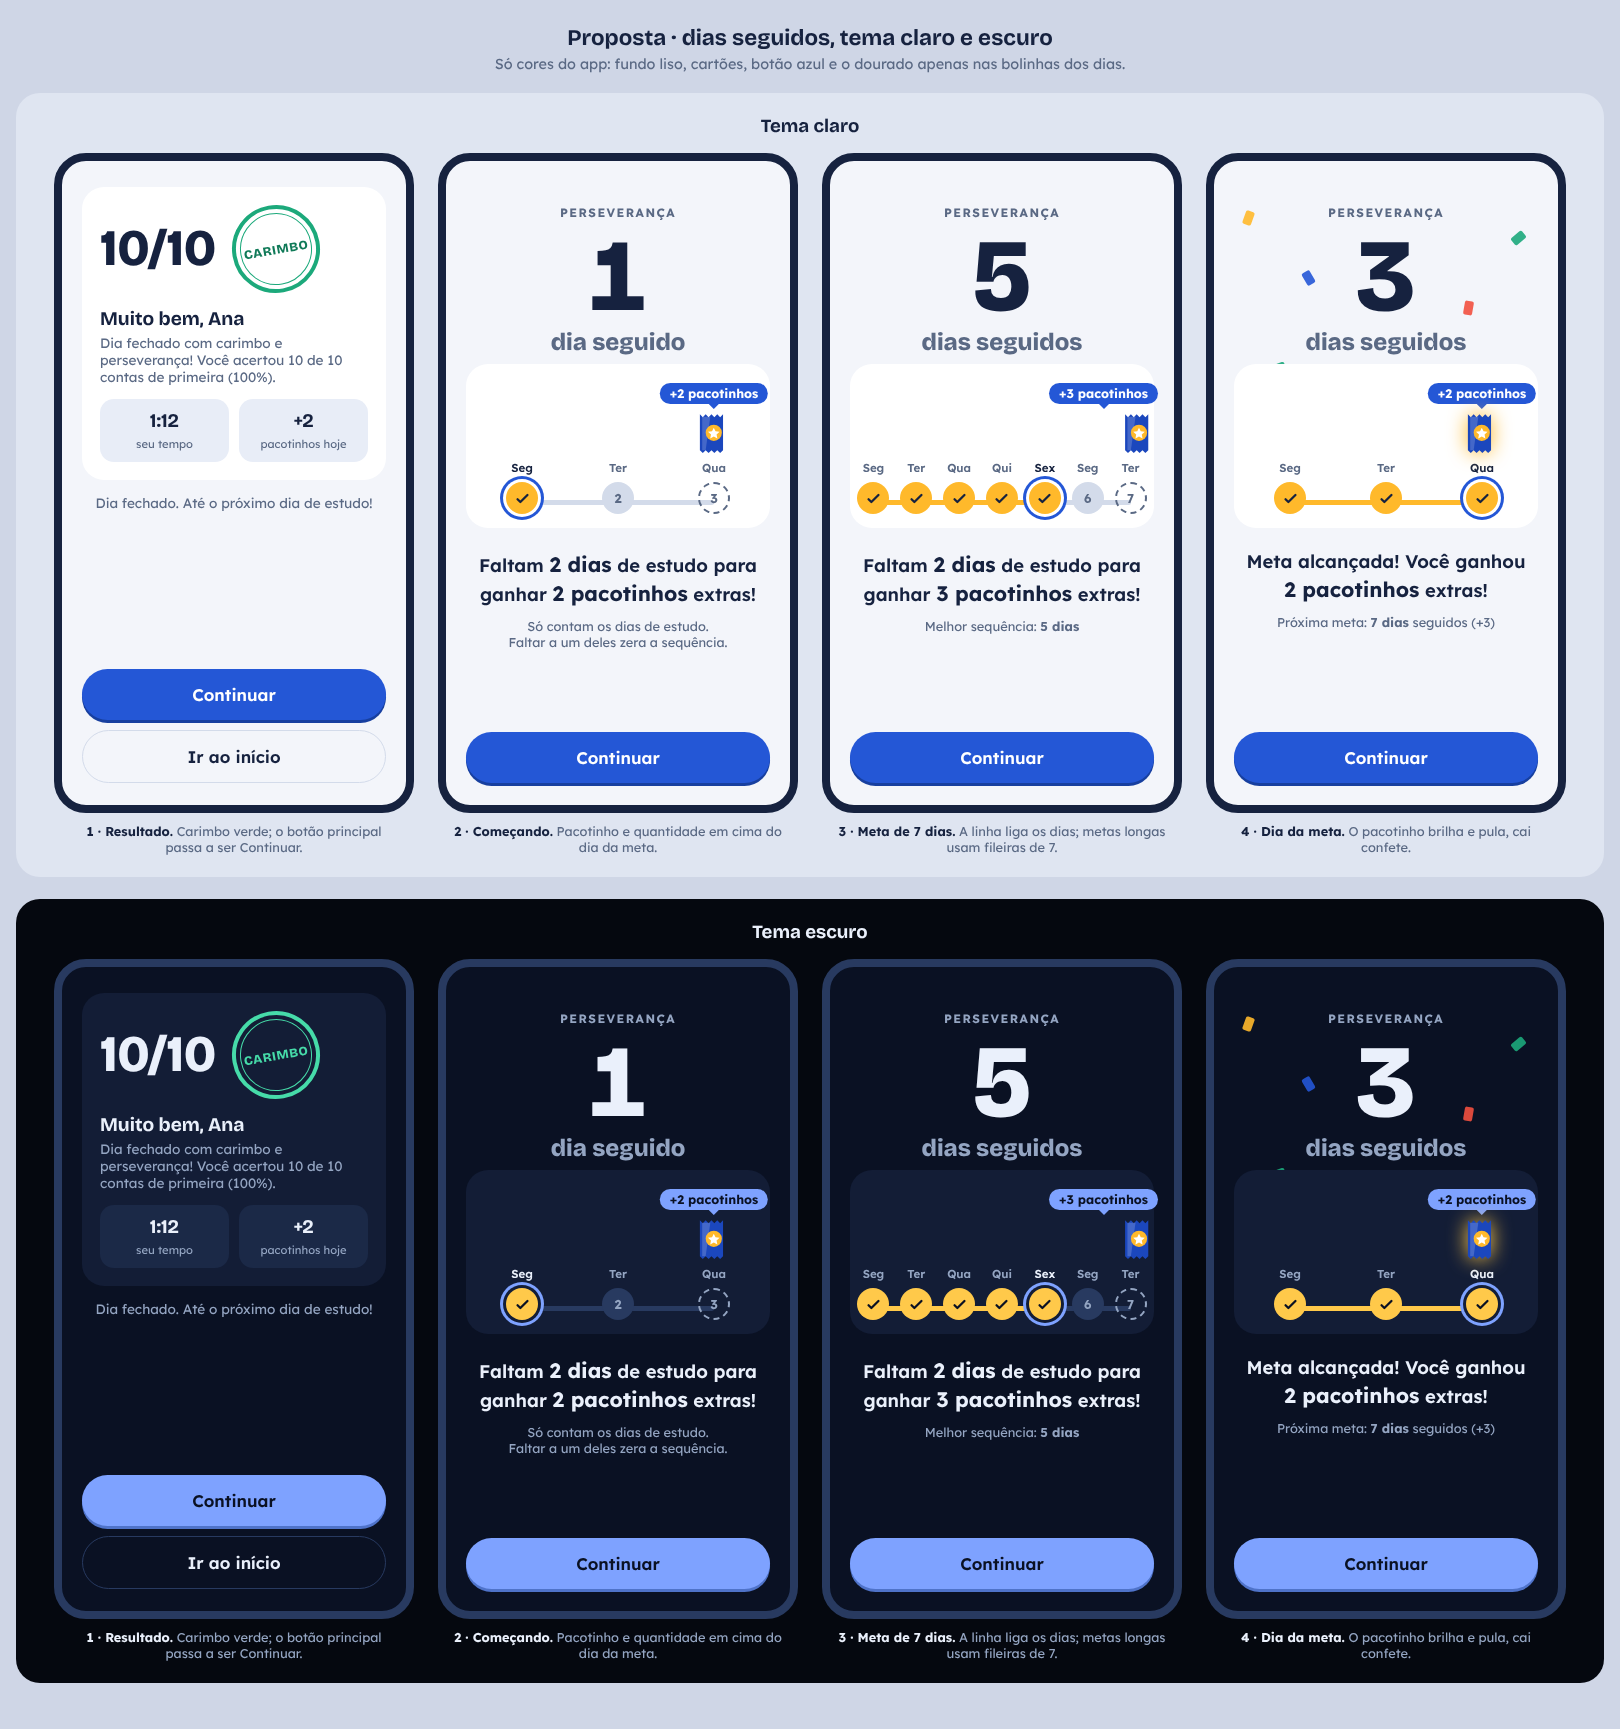 Proposta · dias seguidos, tema claro e escuro
Só cores do app: fundo liso, cartões, botão azul e o dourado apenas nas bolinhas dos dias.
Tema claro
10/10
CARIMBO
Muito bem, Ana
Dia fechado com carimbo e
perseverança! Você acertou 10 de 10
contas de primeira (100%).
1:12
seu tempo
+2
pacotinhos hoje
Dia fechado. Até o próximo dia de estudo!
Continuar
Ir ao início
1 · Resultado. Carimbo verde; o botão principal
passa a ser Continuar.
PERSEVERANÇA
1
dia seguido
+2 pacotinhos
Seg Ter Qua
2 3
Faltam 2 dias de estudo para
ganhar 2 pacotinhos extras!
Só contam os dias de estudo.
Faltar a um deles zera a sequência.
Continuar
2 · Começando. Pacotinho e quantidade em cima do
dia da meta.
PERSEVERANÇA
5
dias seguidos
+3 pacotinhos
Seg Ter Qua Qui Sex Seg Ter
6 7
Faltam 2 dias de estudo para
ganhar 3 pacotinhos extras!
Melhor sequência: 5 dias
Continuar
3 · Meta de 7 dias. A linha liga os dias; metas longas
usam fileiras de 7.
PERSEVERANÇA
3
dias seguidos
+2 pacotinhos
Seg Ter Qua
Meta alcançada! Você ganhou
2 pacotinhos extras!
Próxima meta: 7 dias seguidos (+3)
Continuar
4 · Dia da meta. O pacotinho brilha e pula, cai
confete.
Tema escuro
10/10
CARIMBO
Muito bem, Ana
Dia fechado com carimbo e
perseverança! Você acertou 10 de 10
contas de primeira (100%).
1:12
seu tempo
+2
pacotinhos hoje
Dia fechado. Até o próximo dia de estudo!
Continuar
Ir ao início
1 · Resultado. Carimbo verde; o botão principal
passa a ser Continuar.
PERSEVERANÇA
1
dia seguido
+2 pacotinhos
Seg Ter Qua
2 3
Faltam 2 dias de estudo para
ganhar 2 pacotinhos extras!
Só contam os dias de estudo.
Faltar a um deles zera a sequência.
Continuar
2 · Começando. Pacotinho e quantidade em cima do
dia da meta.
PERSEVERANÇA
5
dias seguidos
+3 pacotinhos
Seg Ter Qua Qui Sex Seg Ter
6 7
Faltam 2 dias de estudo para
ganhar 3 pacotinhos extras!
Melhor sequência: 5 dias
Continuar
3 · Meta de 7 dias. A linha liga os dias; metas longas
usam fileiras de 7.
PERSEVERANÇA
3
dias seguidos
+2 pacotinhos
Seg Ter Qua
Meta alcançada! Você ganhou
2 pacotinhos extras!
Próxima meta: 7 dias seguidos (+3)
Continuar
4 · Dia da meta. O pacotinho brilha e pula, cai
confete.